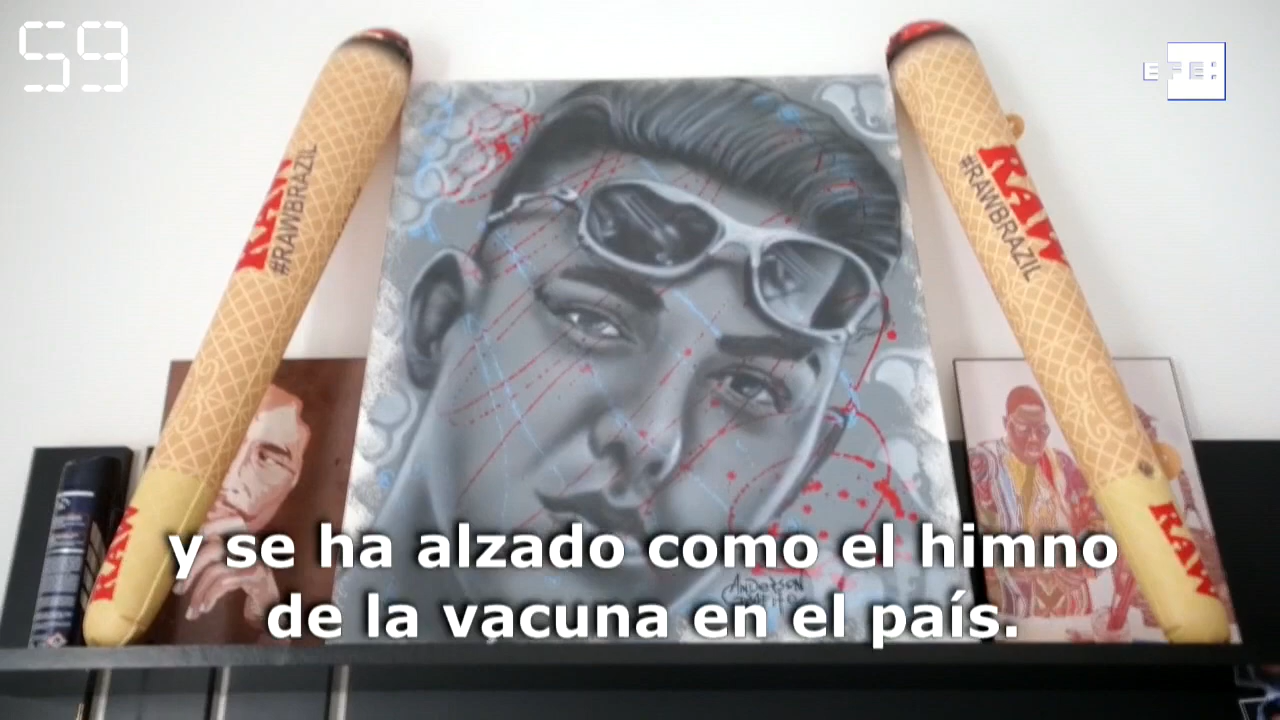 59
EFE:
RAW
#RAWBRAZIL
RAW
#RAWBRAZIL
RAW
RAW
ANDERSON
y se ha alzado como el himno
de la vacuna en el país.